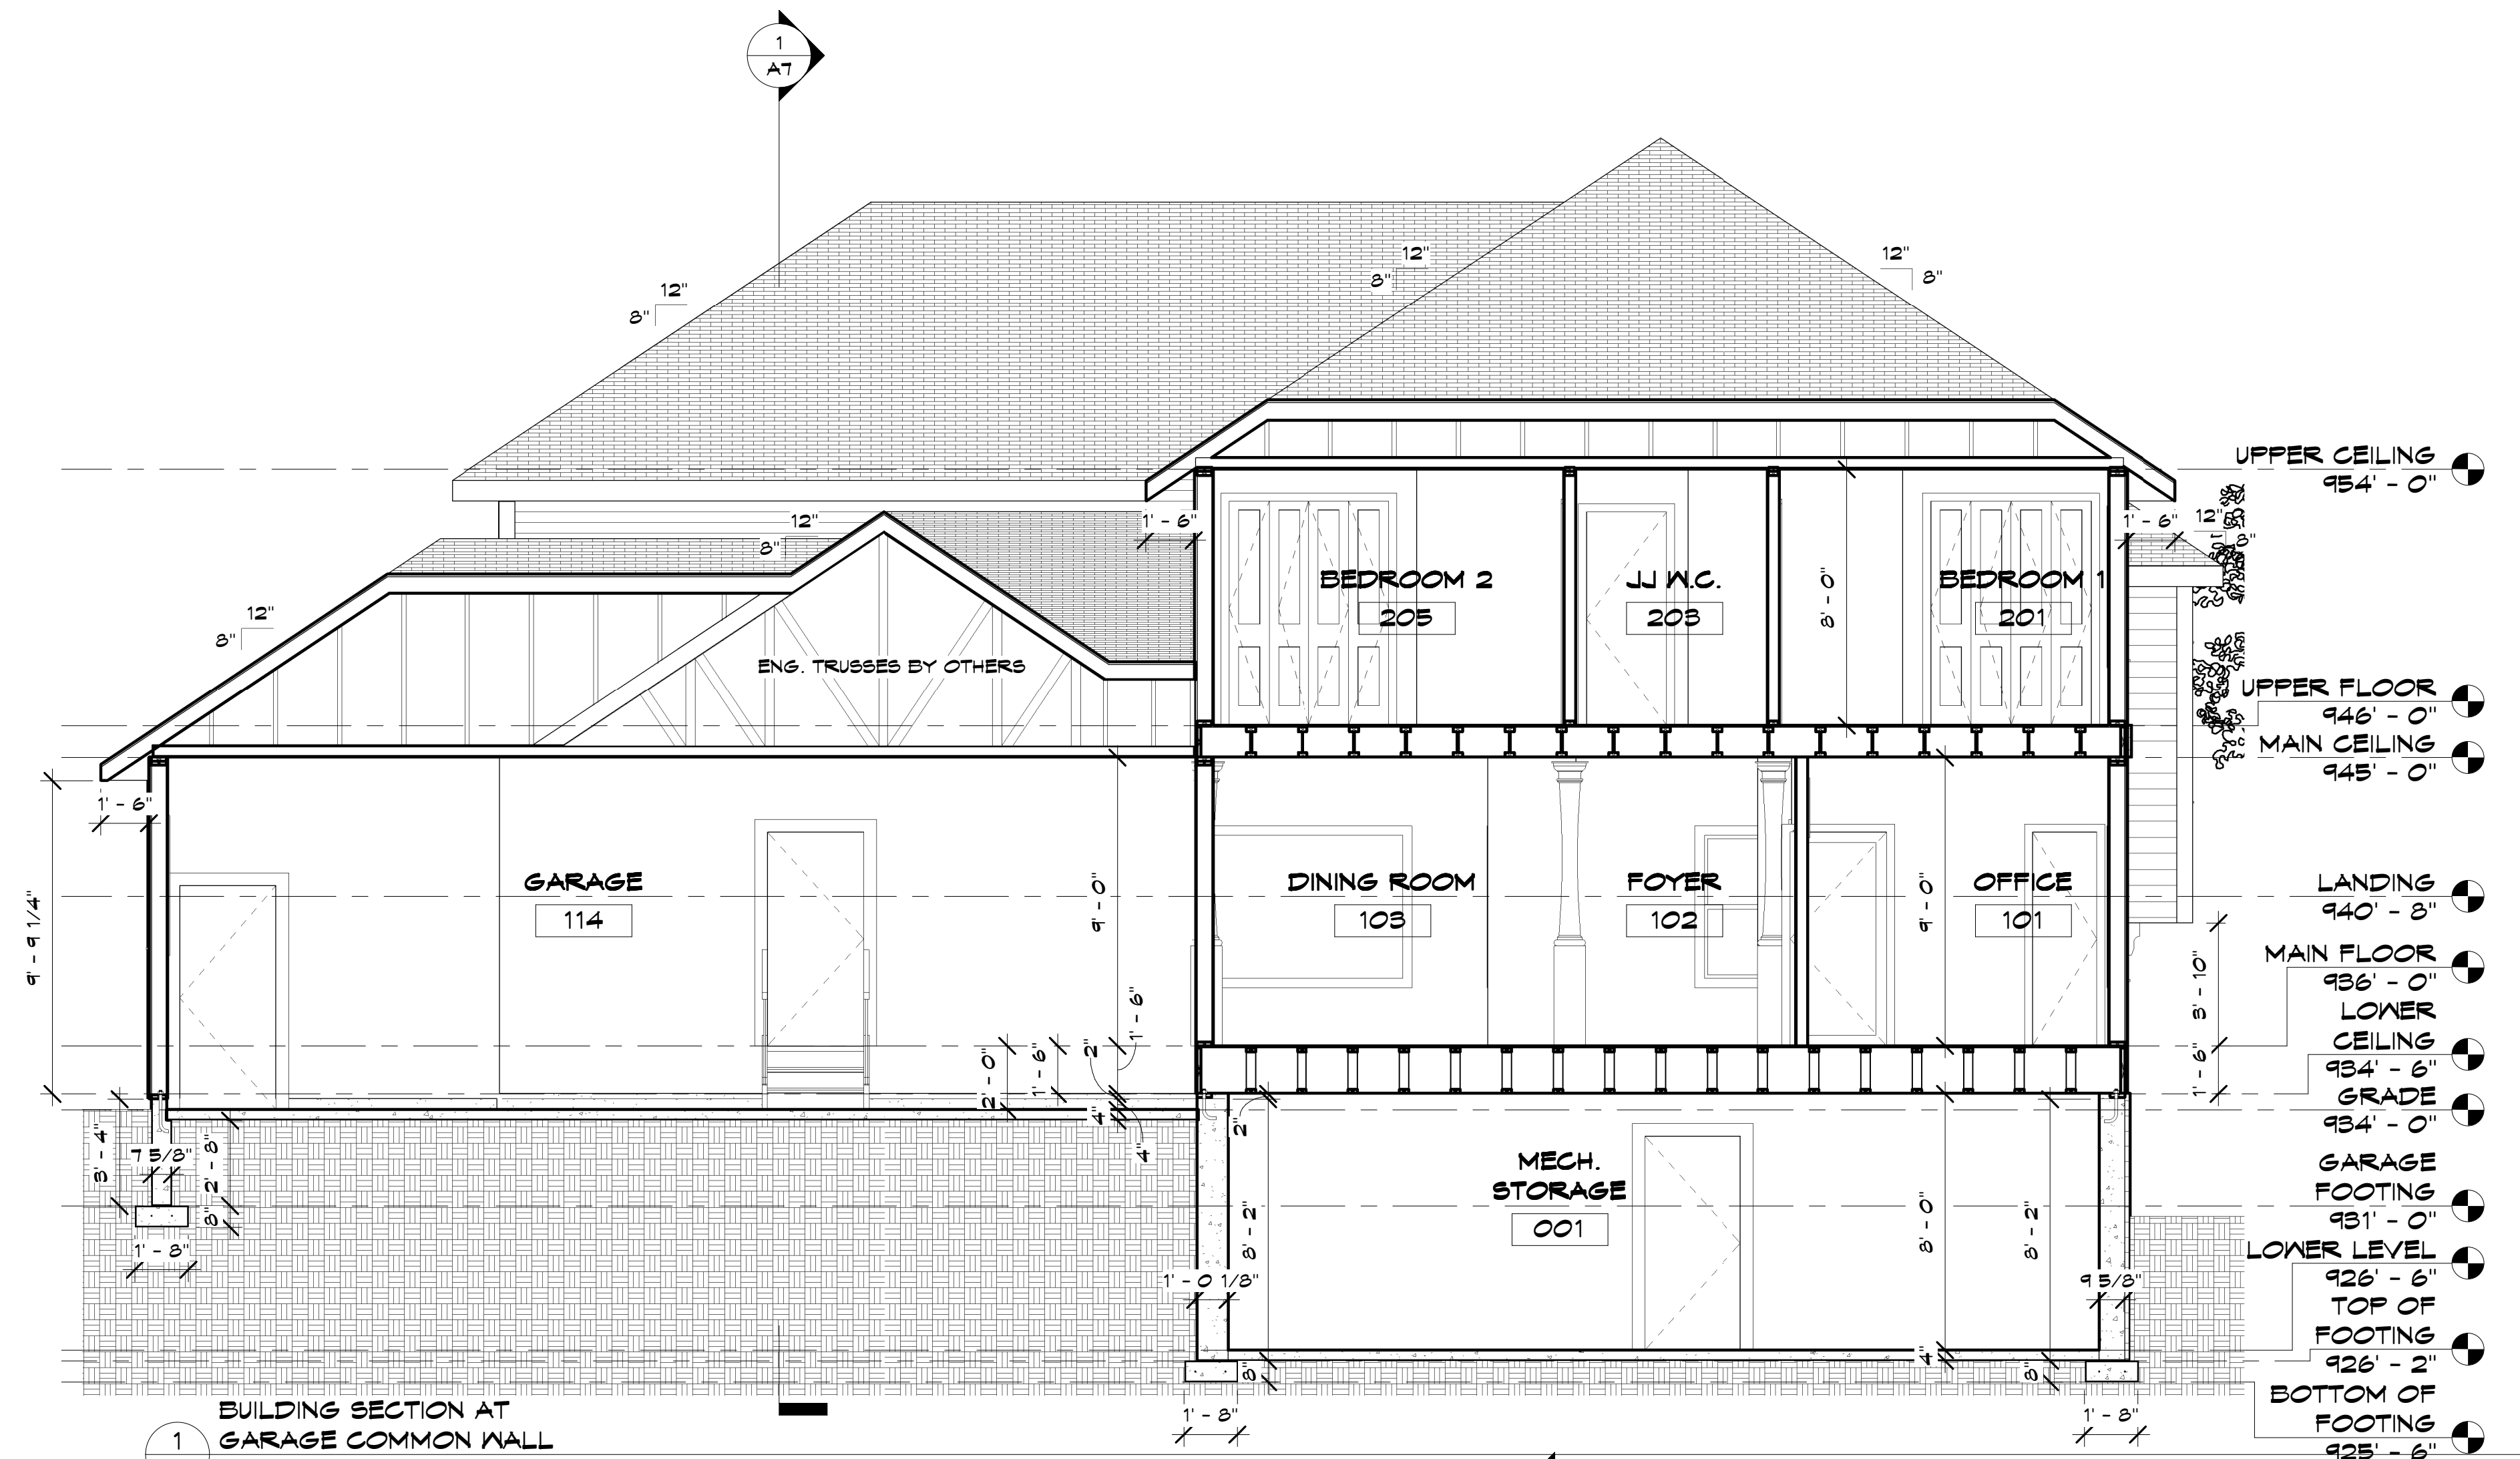 1
A7
12"
8"
12"
8"
12"
8"
12"
8"
12"
8"
12"
UPPER CEILING
954' - 0"
1' - 6"
1' - 6"
BEDROOM 2
205
JJ W.C.
203
8' - 0"
BEDROOM 1
201
ENG. TRUSSES BY OTHERS
UPPER FLOOR
946' - 0"
MAIN CEILING
945' - 0"
1' - 6"
9' - 9 1/4"
GARAGE
114
9' - 0"
DINING ROOM
103
FOYER
102
9' - 0"
OFFICE
101
LANDING
940' - 8"
MAIN FLOOR
936' - 0"
3' - 10"
1' - 6"
2' - 0"
1' - 6"
2"
1' - 6"
4"
4"
LOWER
CEILING
934' - 6"
GRADE
934' - 0"
3' - 4"
7 5/8"
2' - 8"
8"
1' - 8"
2"
MECH.
STORAGE
001
8' - 2"
8' - 0"
8' - 2"
GARAGE
FOOTING
931' - 0"
1' - 0 1/8"
9 5/8"
LOWER LEVEL
926' - 6"
TOP OF
FOOTING
926' - 2"
8"
4"
8"
1' - 8"
1' - 8"
BOTTOM OF
FOOTING
925' - 6"
1
BUILDING SECTION AT
GARAGE COMMON WALL